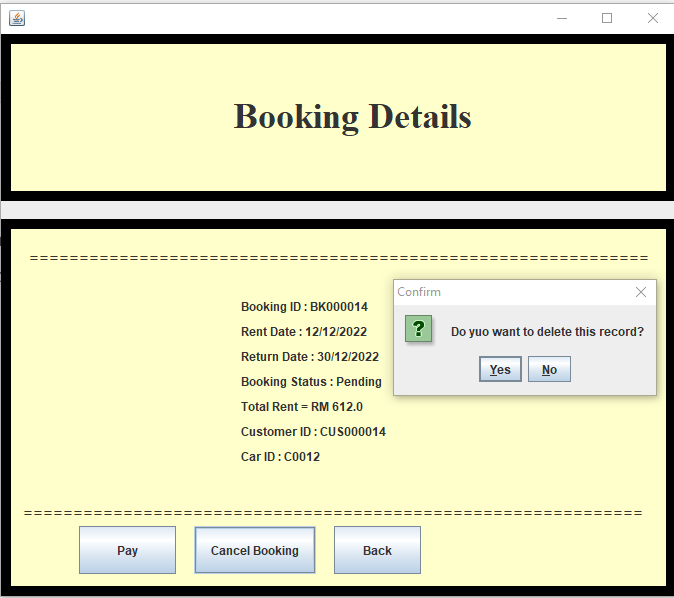 Booking Details
==============================================================
Booking ID : BK000014
Rent Date : 12/12/2022
Return Date : 30/12/2022
Booking Status : Pending
Total Rent = RM 612.0
Customer ID : CUS000014
Car ID : C0012
Confirm
?
Do yuo want to delete this record?
Yes No
==============================================================
Pay Cancel Booking Back